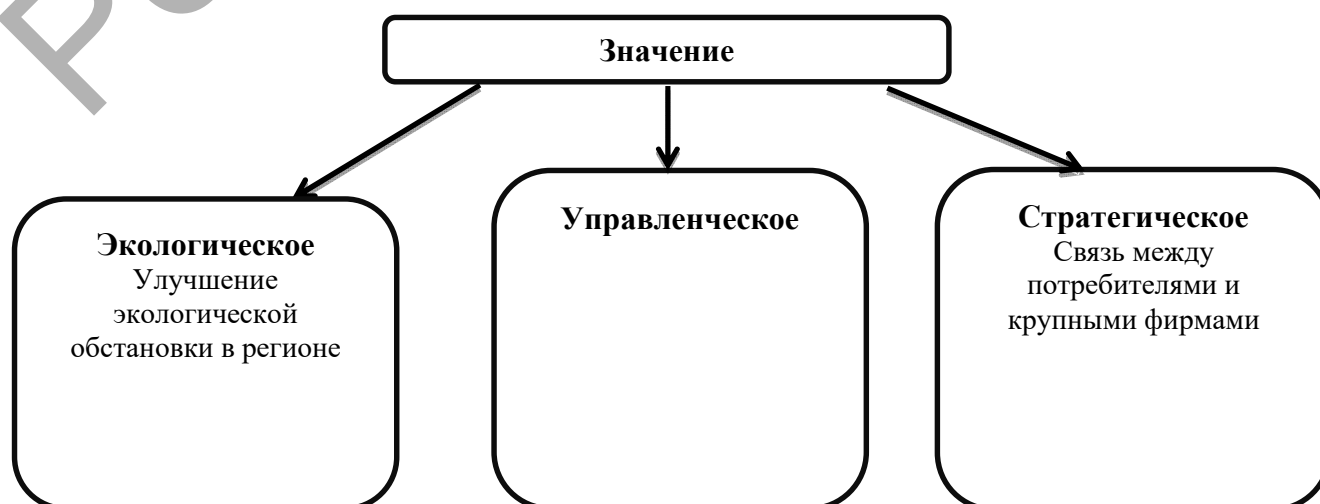 Значение
Экологическое
Улучшение
экологической
обстановки в регионе
Управленческое
Стратегическое
Связь между
потребителями и
крупными фирмами